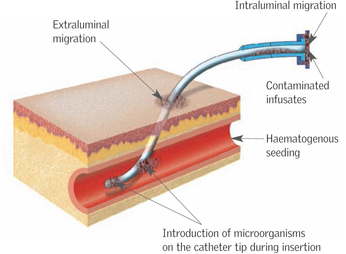 Intraluminal migration
Extraluminal
migration
Contaminated
infusates
Haematogenous
seeding
Introduction of microorganisms
on the catheter tip during insertion